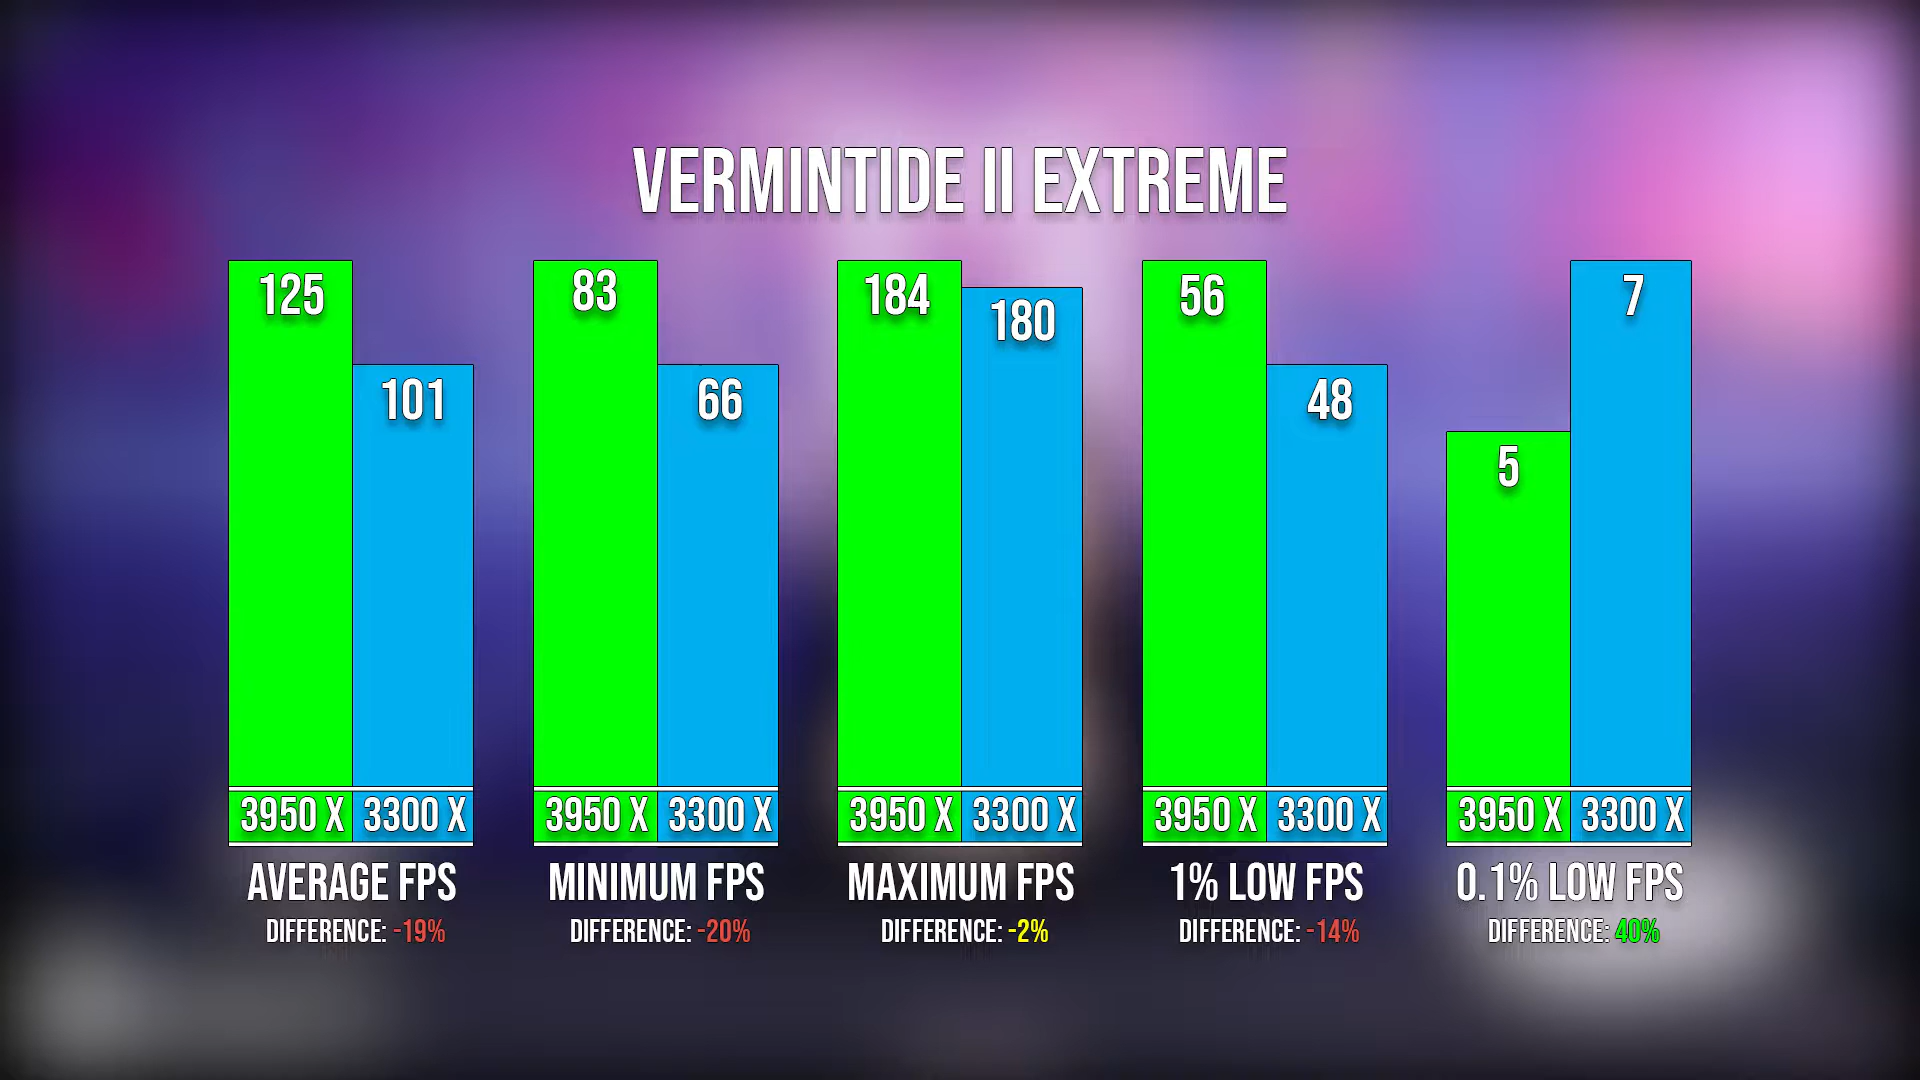 VERMINTIDE II EXTREME
125 101 83 66 184 180 56 48 5 7
3950 X 3300 X 3950 X 3300 X 3950 X 3300 X 3950 X 3300 X 3950 X 3300 X
AVERAGE FPS MINIMUM FPS MAXIMUM FPS 1% LOW FPS 0.1% LOW FPS
DIFFERENCE: -19% DIFFERENCE: -20% DIFFERENCE: -2% DIFFERENCE: -14% DIFFERENCE: 40%